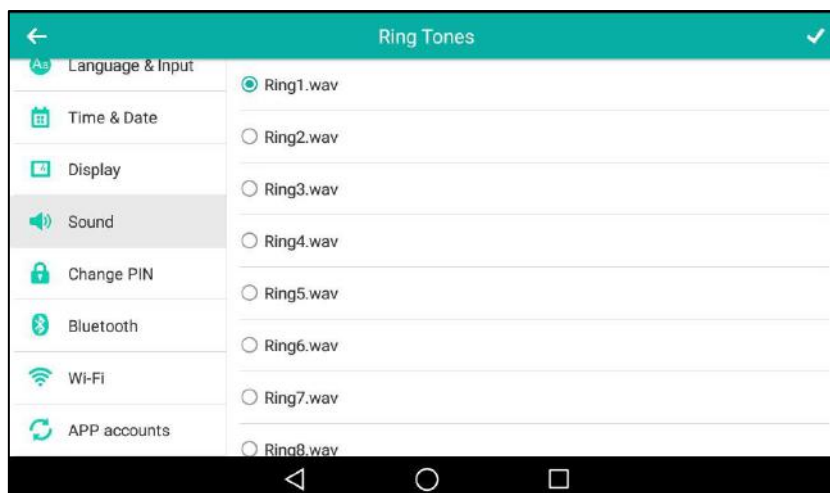 Ring Tones
Language & Input
Time & Date
Display
Sound
Change PIN
Bluetooth
Wi-Fi
APP accounts
Ring1.wav
Ring2.wav
Ring3.wav
Ring4.wav
Ring5.wav
Ring6.wav
Ring7.wav
Ring8.wav